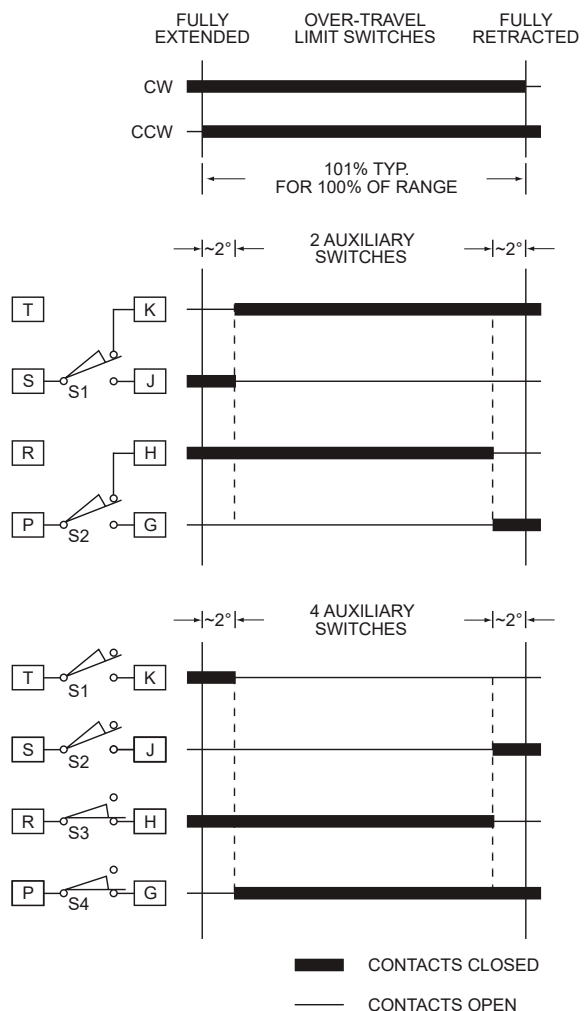 FULLY EXTENDED
OVER-TRAVEL LIMIT SWITCHES
FULLY RETRACTED
CW
CCW
101% TYP.
FOR 100% OF RANGE
~2°
2 AUXILIARY SWITCHES
~2°
T
K
S
S1
J
R
H
P
S2
G
~2°
4 AUXILIARY SWITCHES
~2°
T
S1
K
S
S2
J
R
S3
H
P
S4
G
CONTACTS CLOSED
CONTACTS OPEN